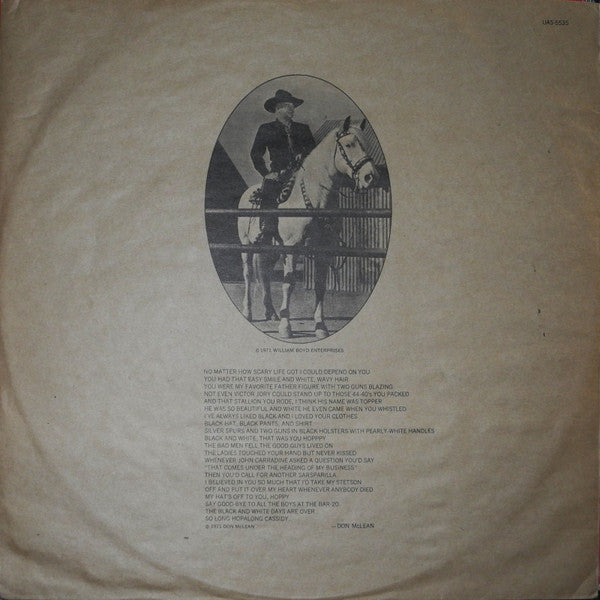 UAS-5535
© 1971 WILLIAM BOYD ENTERPRISES
NO MATTER HOW SCARY LIFE GOT I COULD DEPEND ON YOU
YOU HAD THAT EASY SMILE AND WHITE, WAVY HAIR
YOU WERE MY FAVORITE FATHER FIGURE WITH TWO GUNS BLAZING
NOT EVEN VICTOR JORY COULD STAND UP TO THOSE 44-40's YOU PACKED
AND THAT STALLION YOU RODE, I THINK HIS NAME WAS TOPPER
HE WAS SO BEAUTIFUL AND WHITE HE EVEN CAME WHEN YOU WHISTLED
I'VE ALWAYS LIKED BLACK AND I LOVED YOUR CLOTHES
BLACK HAT, BLACK PANTS, AND SHIRT
SILVER SPURS AND TWO GUNS IN BLACK HOLSTERS WITH PEARLY-WHITE HANDLES
BLACK AND WHITE, THAT WAS YOU HOPPPY
THE BAD MEN FELL THE GOOD GUYS LIVED ON
THE LADIES TOUCHED YOUR HAND BUT NEVER KISSED
WHENEVER JOHN CARRADINE ASKED A QUESTION YOU'D SAY
"THAT COMES UNDER THE HEADING OF MY BUSINESS"
THEN YOU'D CALL FOR ANOTHER SARSPARILLA
I BELIEVED IN YOU SO MUCH THAT I'D TAKE MY STETSON
OFF AND PUT IT OVER MY HEART WHENEVER ANYBODY DIED
MY HAT'S OFF TO YOU, HOPPY
SAY GOOD-BYE TO ALL THE BOYS AT THE BAR-20
THE BLACK AND WHITE DAYS ARE OVER
SO LONG HOPALONG CASSIDY
© 1971 DON McLEAN
—DON McLEAN